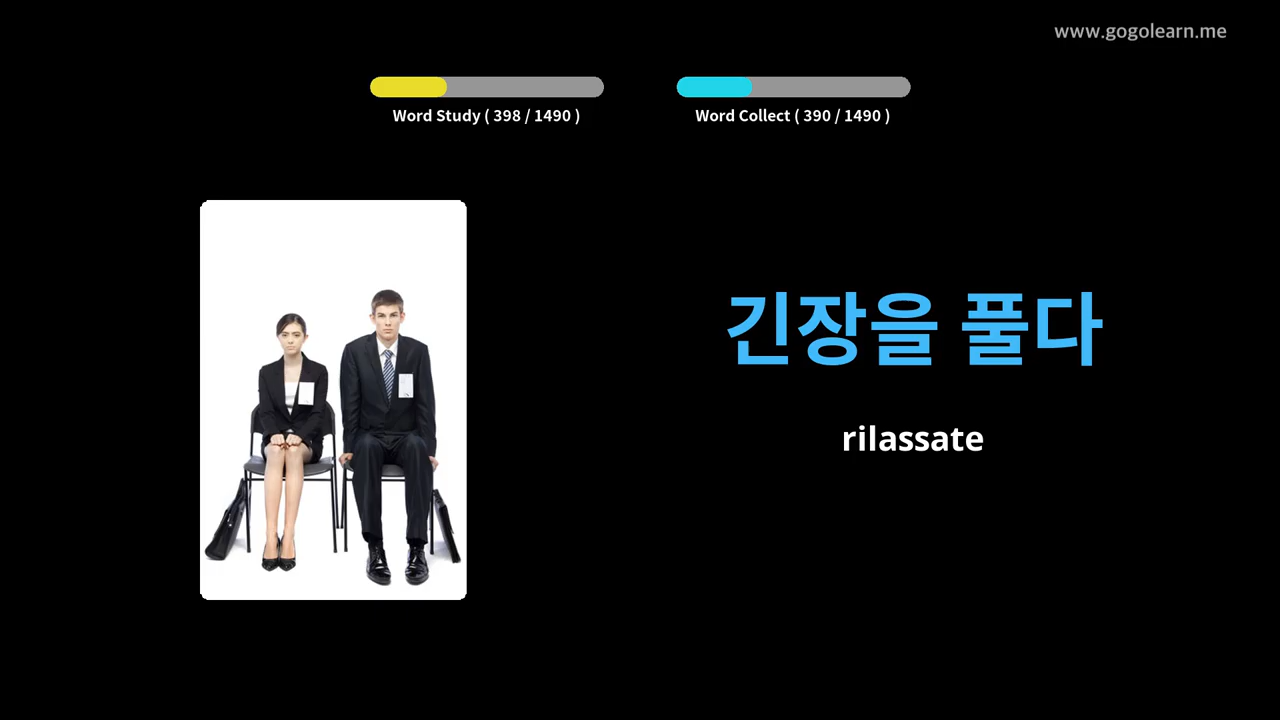 www.gogolearn.me
Word Study ( 398 / 1490 )
Word Collect ( 390 / 1490 )
긴장을 풀다
rilassate